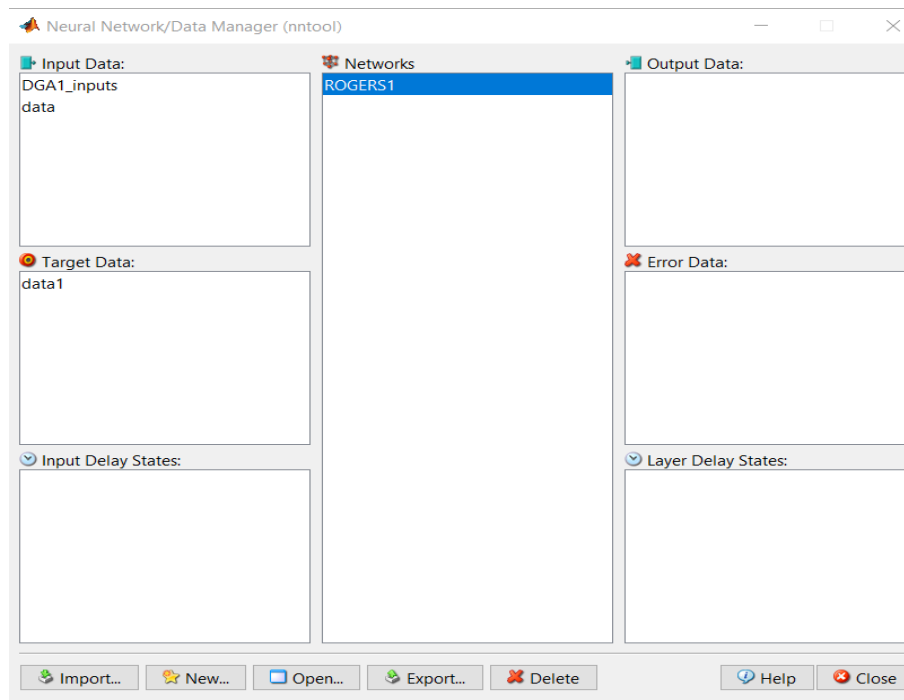 Neural Network/Data Manager (nntool)
Input Data:
DGA1_inputs
data
Networks
ROGERS1
Output Data:
Target Data:
data1
Error Data:
Input Delay States:
Layer Delay States:
Import...
New...
Open...
Export...
Delete
Help
Close